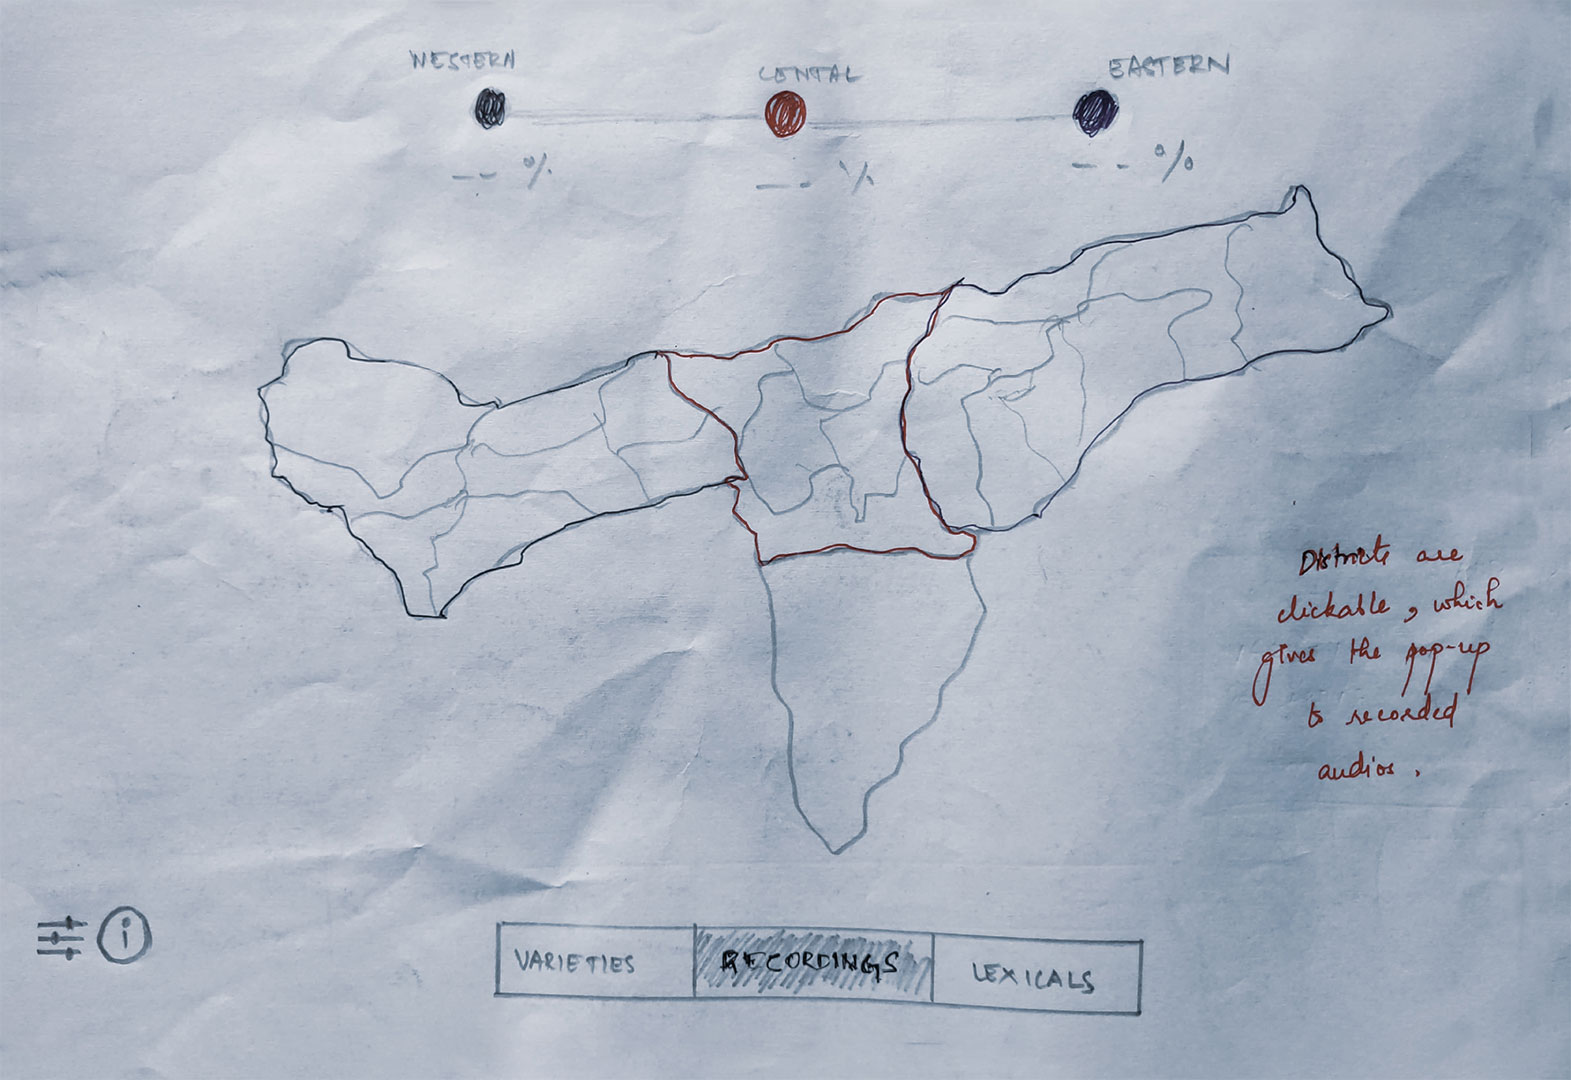 WESTERN
CENTAL
EASTERN
-- %
-- %
-- %
Districts are
clickable, which
gives the pop-up
to recorded
audios.
i
VARIETIES
RECORDINGS
LEXICALS